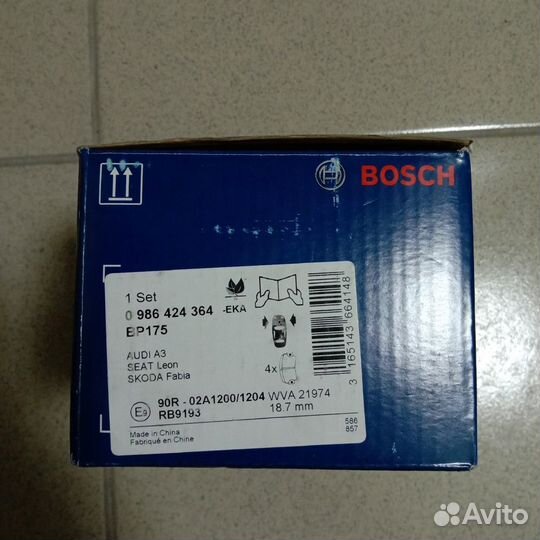 BOSCH
1 Set
0 986 424 364
-EKA
BP175
AUDI A3
SEAT Leon
SKODA Fabia
4x
3 165143 664148
E9
90R - 02A1200/1204 WVA 21974
RB9193
18.7 mm
Made in China
Fabriqué en Chine
586
857
Avito